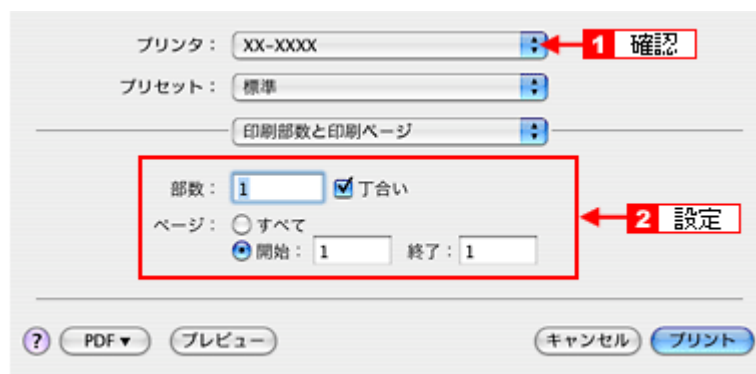 プリンタ： XX-XXXX 1 確認
プリセット： 標準
印刷部数と印刷ページ
部数： 1 丁合い
ページ： すべて
2 設定
開始： 1 終了： 1
? PDF▼ プレビュー キャンセル プリント